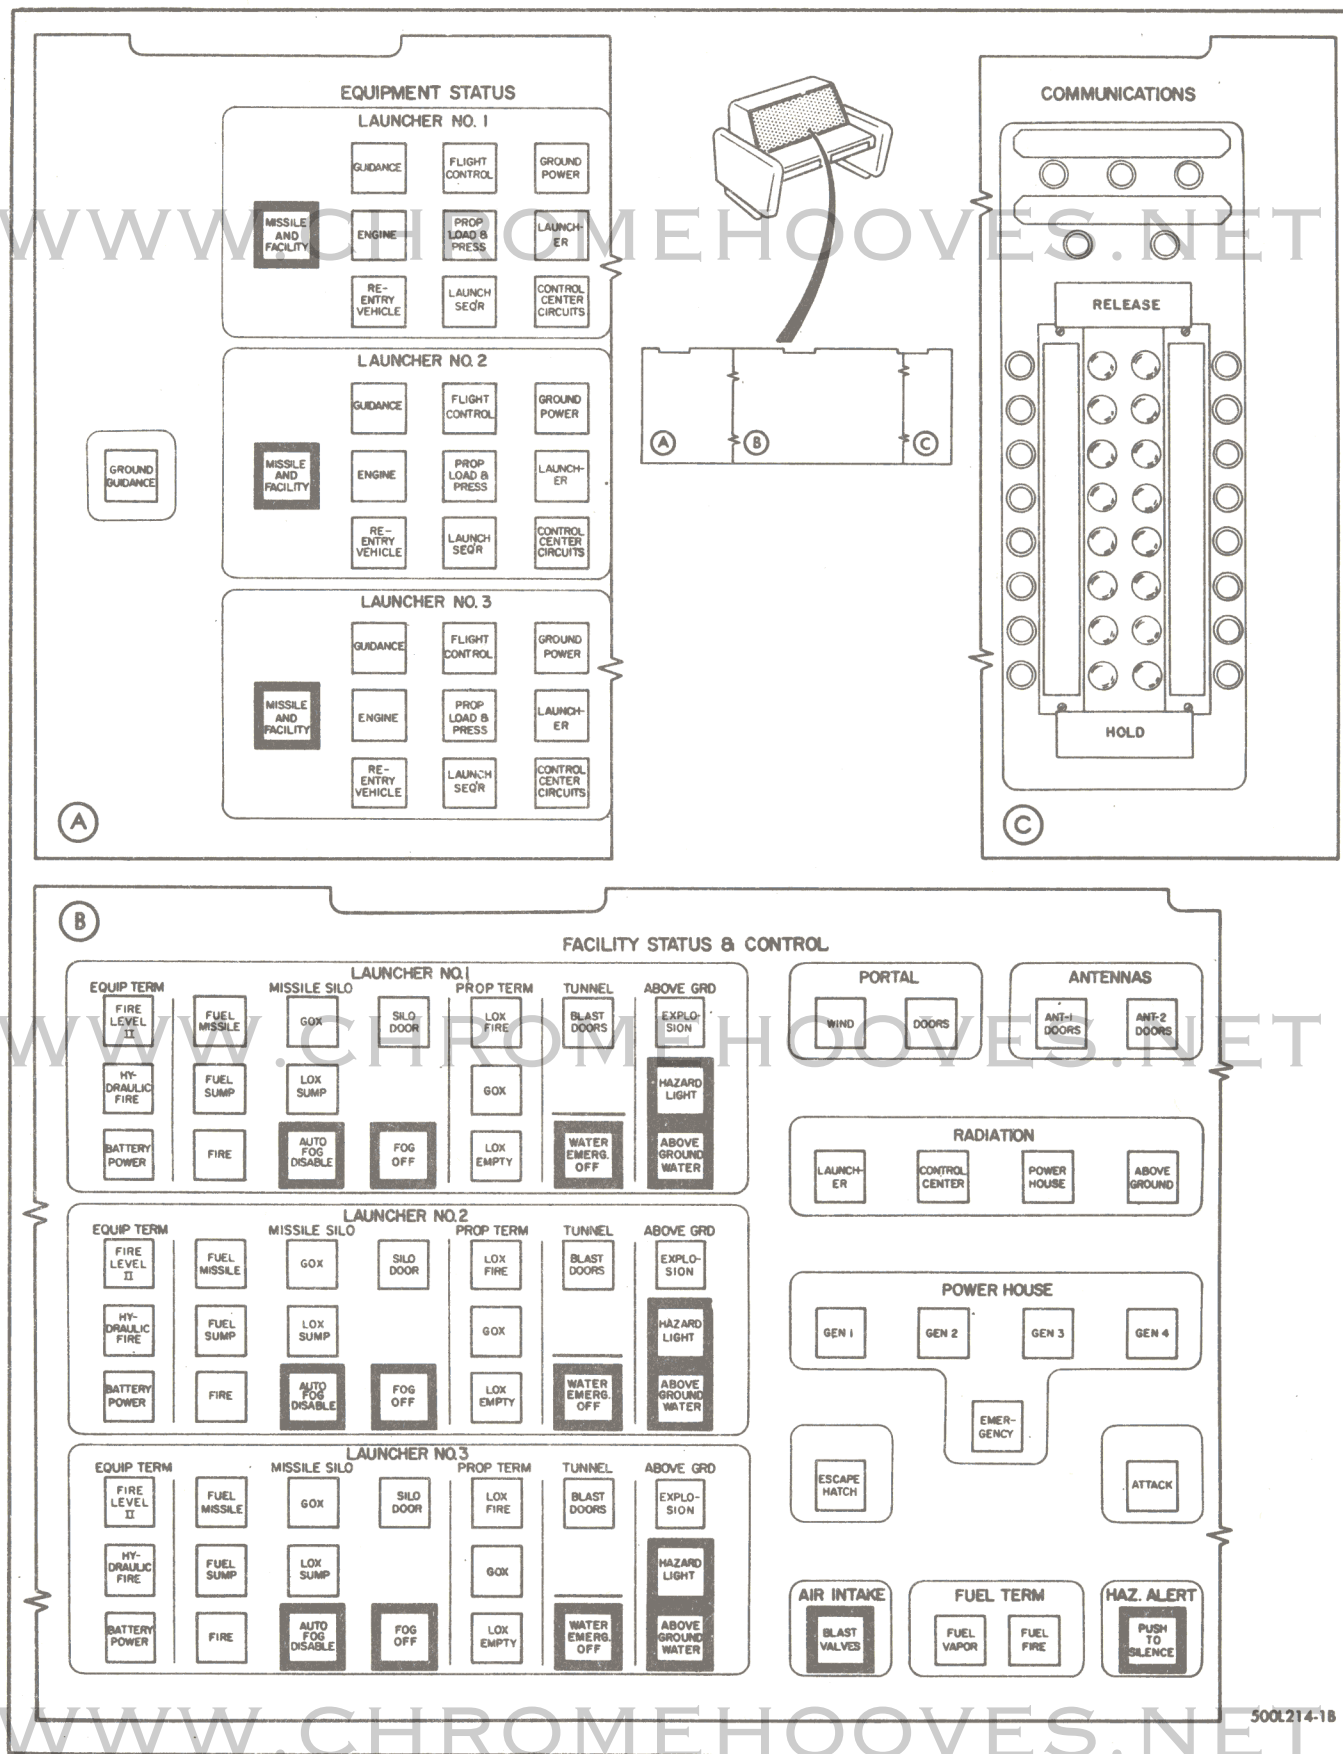 EQUIPMENT STATUS
LAUNCHER NO. 1
GUIDANCE
FLIGHT
CONTROL
GROUND
POWER
MISSILE
AND
FACILITY
ENGINE
PROP
LOAD &
PRESS
LAUNCH-
ER
RE-
ENTRY
VEHICLE
LAUNCH
SEQ'R
CONTROL
CENTER
CIRCUITS
LAUNCHER NO. 2
GUIDANCE
FLIGHT
CONTROL
GROUND
POWER
MISSILE
AND
FACILITY
ENGINE
PROP
LOAD &
PRESS
LAUNCH-
ER
RE-
ENTRY
VEHICLE
LAUNCH
SEQ'R
CONTROL
CENTER
CIRCUITS
GROUND
GUIDANCE
LAUNCHER NO. 3
GUIDANCE
FLIGHT
CONTROL
GROUND
POWER
MISSILE
AND
FACILITY
ENGINE
PROP
LOAD &
PRESS
LAUNCH-
ER
RE-
ENTRY
VEHICLE
LAUNCH
SEQ'R
CONTROL
CENTER
CIRCUITS
A
A
B
C
COMMUNICATIONS
RELEASE
HOLD
C
WWW.CHROMEHOOVES.NET
B
FACILITY STATUS & CONTROL
LAUNCHER NO.1
EQUIP TERM
MISSILE SILO
PROP TERM
TUNNEL
ABOVE GRD
FIRE
LEVEL
II
FUEL
MISSILE
GOX
SILO
DOOR
LOX
FIRE
BLAST
DOORS
EXPLO-
SION
HY-
DRAULIC
FIRE
FUEL
SUMP
LOX
SUMP
GOX
HAZARD
LIGHT
BATTERY
POWER
FIRE
AUTO
FOG
DISABLE
FOG
OFF
LOX
EMPTY
WATER
EMERG.
OFF
ABOVE
GROUND
WATER
LAUNCHER NO.2
EQUIP TERM
MISSILE SILO
PROP TERM
TUNNEL
ABOVE GRD
FIRE
LEVEL
II
FUEL
MISSILE
GOX
SILO
DOOR
LOX
FIRE
BLAST
DOORS
EXPLO-
SION
HY-
DRAULIC
FIRE
FUEL
SUMP
LOX
SUMP
GOX
HAZARD
LIGHT
BATTERY
POWER
FIRE
AUTO
FOG
DISABLE
FOG
OFF
LOX
EMPTY
WATER
EMERG.
OFF
ABOVE
GROUND
WATER
LAUNCHER NO.3
EQUIP TERM
MISSILE SILO
PROP TERM
TUNNEL
ABOVE GRD
FIRE
LEVEL
II
FUEL
MISSILE
GOX
SILO
DOOR
LOX
FIRE
BLAST
DOORS
EXPLO-
SION
HY-
DRAULIC
FIRE
FUEL
SUMP
LOX
SUMP
GOX
HAZARD
LIGHT
BATTERY
POWER
FIRE
AUTO
FOG
DISABLE
FOG
OFF
LOX
EMPTY
WATER
EMERG.
OFF
ABOVE
GROUND
WATER
PORTAL
WIND
DOORS
ANTENNAS
ANT-1
DOORS
ANT-2
DOORS
WWW.CHROMEHOOVES.NET
RADIATION
LAUNCH-
ER
CONTROL
CENTER
POWER
HOUSE
ABOVE
GROUND
POWER HOUSE
GEN 1
GEN 2
GEN 3
GEN 4
EMER-
GENCY
ESCAPE
HATCH
ATTACK
AIR INTAKE
BLAST
VALVES
FUEL TERM
FUEL
VAPOR
FUEL
FIRE
HAZ. ALERT
PUSH
TO
SILENCE
500L214-1B
WWW.CHROMEHOOVES.NET